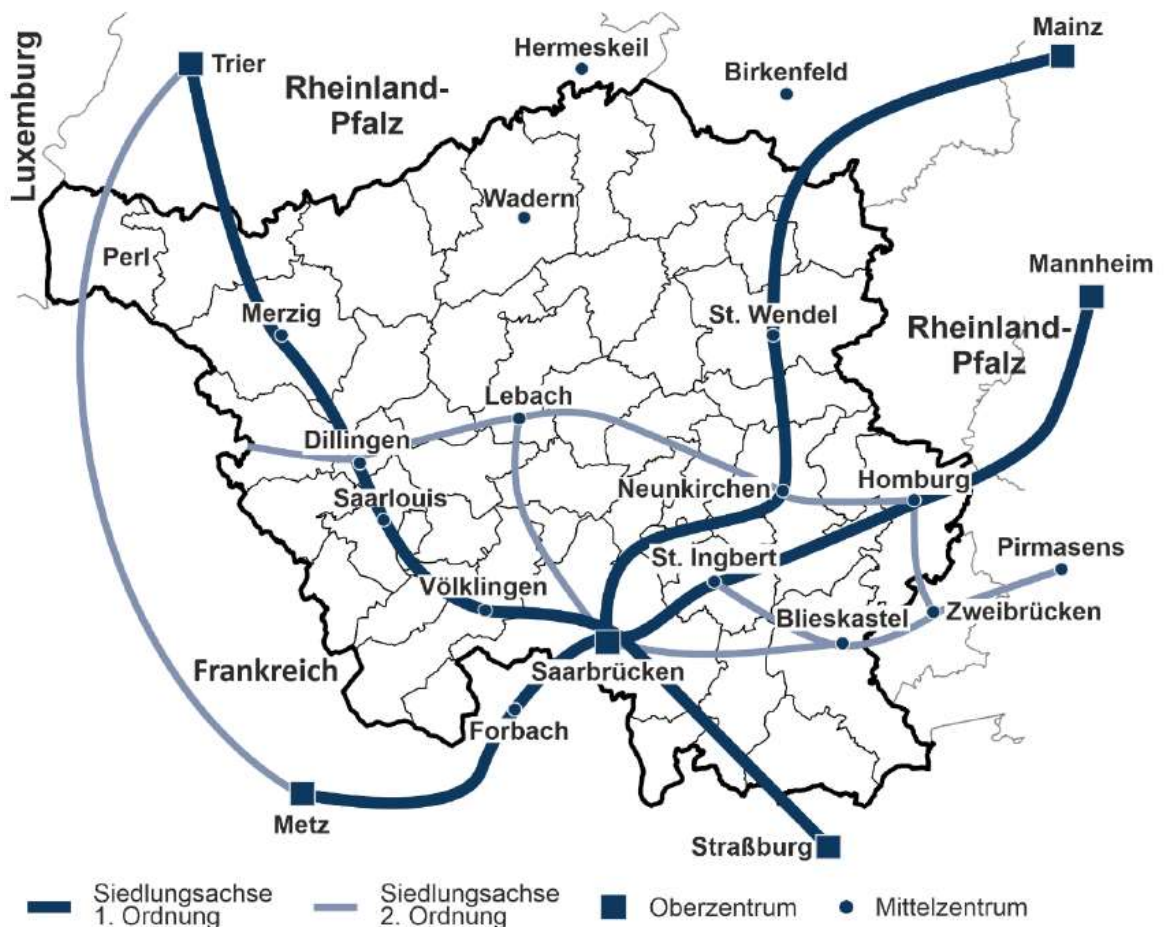 Mainz
Hermeskeil
Trier
Birkenfeld
Luxemburg
Rheinland-
Pfalz
Wadern
Perl
Mannheim
Merzig
St. Wendel
Rheinland-
Pfalz
Lebach
Dillingen
Homburg
Neunkirchen
Saarlouis
Pirmasens
St. Ingbert
Völklingen
Zweibrücken
Blieskastel
Frankreich
Saarbrücken
Forbach
Metz
Straßburg
Siedlungsachse
1. Ordnung
Siedlungsachse
2. Ordnung
Oberzentrum
Mittelzentrum